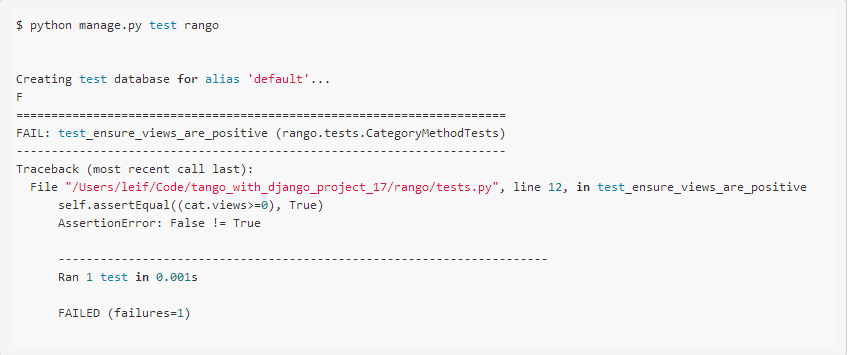 $ python manage.py test rango
Creating test database for alias 'default'...
F
======================================================================
FAIL: test_ensure_views_are_positive (rango.tests.CategoryMethodTests)
----------------------------------------------------------------------
Traceback (most recent call last):
File "/Users/leif/Code/tango_with_django_project_17/rango/tests.py", line 12, in test_ensure_views_are_positive
self.assertEqual((cat.views>=0), True)
AssertionError: False != True
----------------------------------------------------------------------
Ran 1 test in 0.001s
FAILED (failures=1)